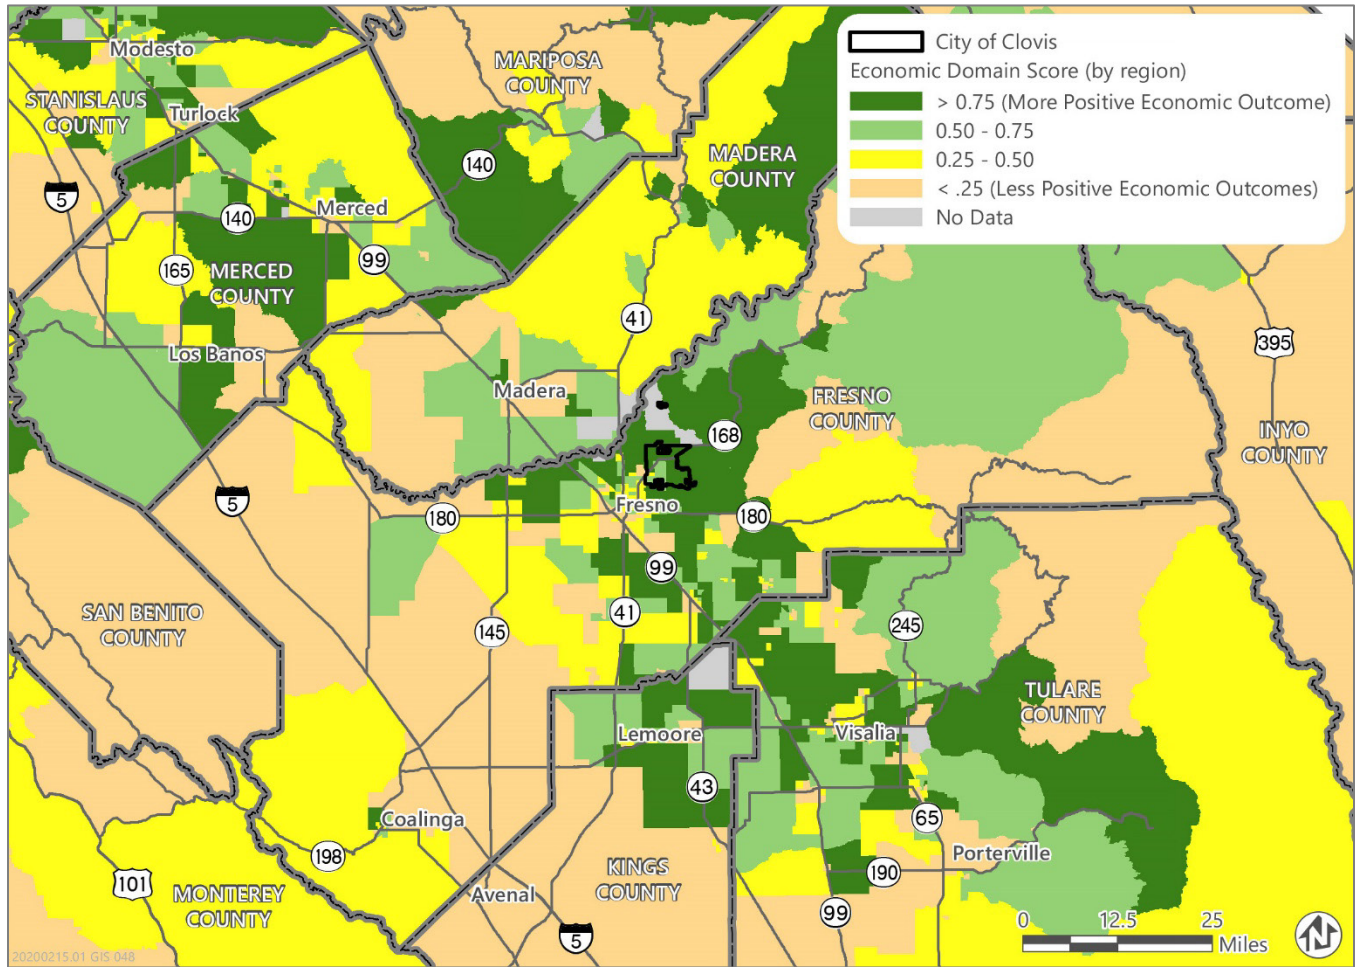 City of Clovis
Economic Domain Score (by region)
> 0.75 (More Positive Economic Outcome)
0.50 - 0.75
0.25 - 0.50
< .25 (Less Positive Economic Outcomes)
No Data
Modesto
MARIPOSA
COUNTY
STANISLAUS
COUNTY
Turlock
140
MADERA
COUNTY
5
Merced
140
99
165
MERCED
COUNTY
41
395
Los Banos
Madera
FRESNO
COUNTY
168
INYO
COUNTY
5
180
Fresno
180
99
SAN BENITO
COUNTY
145
41
245
TULARE
COUNTY
Lemoore
Visalia
43
Coalinga
65
198
Porterville
101
MONTEREY
COUNTY
Avenal
KINGS
COUNTY
190
99
5
0 12.5 25
Miles
N
20200215.01 GIS 048